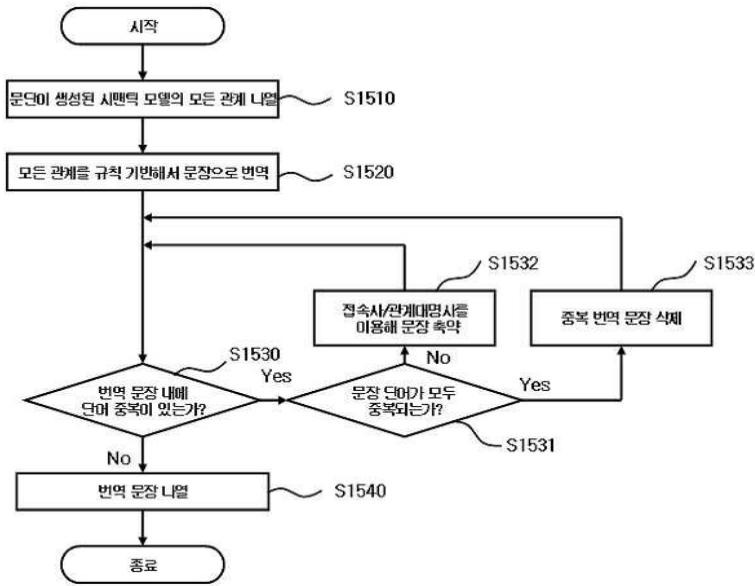 시작
문단이 생성된 시맨틱 모델의 모든 관계 나열
S1510
모든 관계를 규칙 기반해서 문장으로 번역
S1520
S1532
S1533
접속사/관계대명사를
이용해 문장 축약
중복 번역 문장 삭제
S1530
번역 문장 내에
단어 중복이 있는가?
Yes
No
문장 단어가 모두
중복되는가?
Yes
S1531
No
번역 문장 나열
S1540
종료